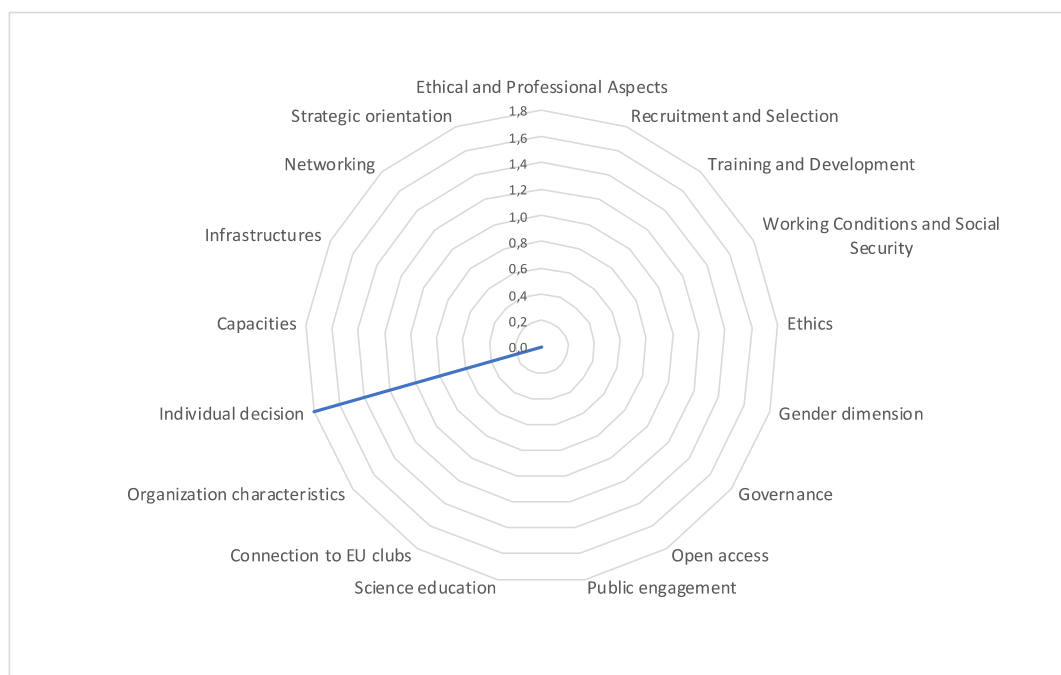 Ethical and Professional Aspects
Strategic orientation
1,8
Recruitment and Selection
1,6
Networking
1,4
Training and Development
1,2
1,0
Infrastructures
0,8
Working Conditions and Social
Security
0,6
0,4
Capacities
0,2
Ethics
0,0
Individual decision
Gender dimension
Organization characteristics
Governance
Connection to EU clubs
Open access
Science education
Public engagement